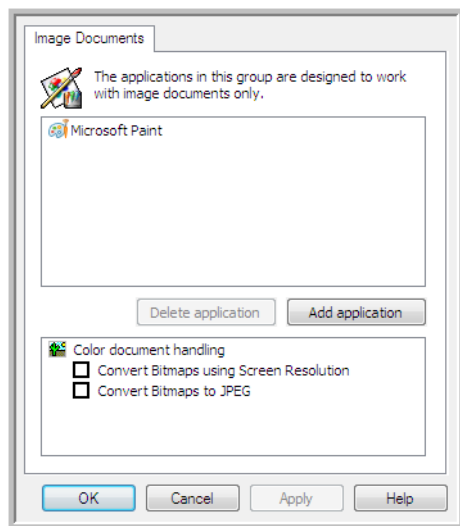 Image Documents
The applications in this group are designed to work
with image documents only.
Microsoft Paint
Delete application
Add application
Color document handling
Convert Bitmaps using Screen Resolution
Convert Bitmaps to JPEG
OK
Cancel
Apply
Help